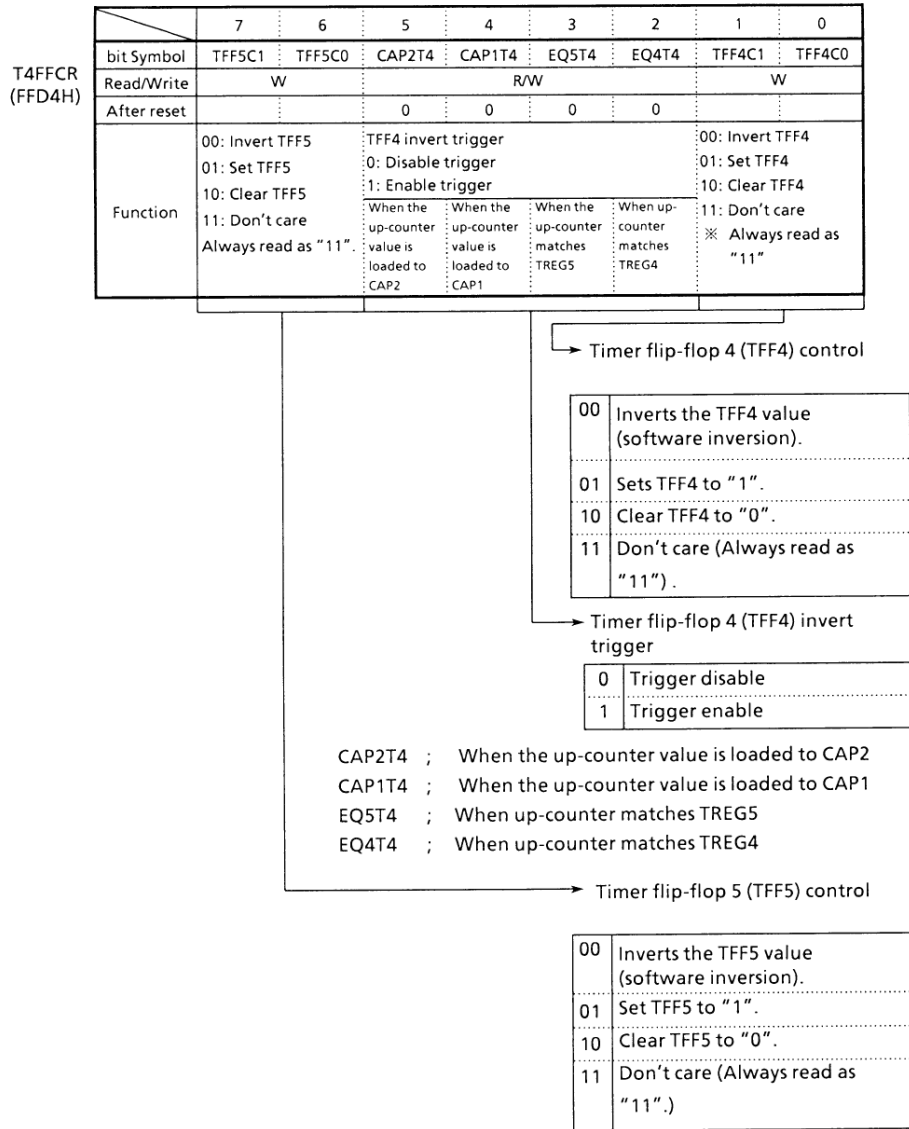 T4FFCR
(FFD4H)
7 6 5 4 3 2 1 0
bit Symbol TFF5C1 TFF5C0 CAP2T4 CAP1T4 EQ5T4 EQ4T4 TFF4C1 TFF4C0
Read/Write W R/W W
After reset 0 0 0 0
Function
00: Invert TFF5
01: Set TFF5
10: Clear TFF5
11: Don't care
Always read as "11".
TFF4 invert trigger
0: Disable trigger
1: Enable trigger
When the
up-counter
value is
loaded to
CAP2
When the
up-counter
value is
loaded to
CAP1
When the
up-counter
matches
TREG5
When up-
counter
matches
TREG4
00: Invert TFF4
01: Set TFF4
10: Clear TFF4
11: Don't care
※ Always read as
"11"
Timer flip-flop 4 (TFF4) control
00 Inverts the TFF4 value
(software inversion).
01 Sets TFF4 to "1".
10 Clear TFF4 to "0".
11 Don't care (Always read as
"11") .
Timer flip-flop 4 (TFF4) invert
trigger
0 Trigger disable
1 Trigger enable
CAP2T4 ; When the up-counter value is loaded to CAP2
CAP1T4 ; When the up-counter value is loaded to CAP1
EQ5T4 ; When up-counter matches TREG5
EQ4T4 ; When up-counter matches TREG4
Timer flip-flop 5 (TFF5) control
00 Inverts the TFF5 value
(software inversion).
01 Set TFF5 to "1".
10 Clear TFF5 to "0".
11 Don't care (Always read as
"11".)